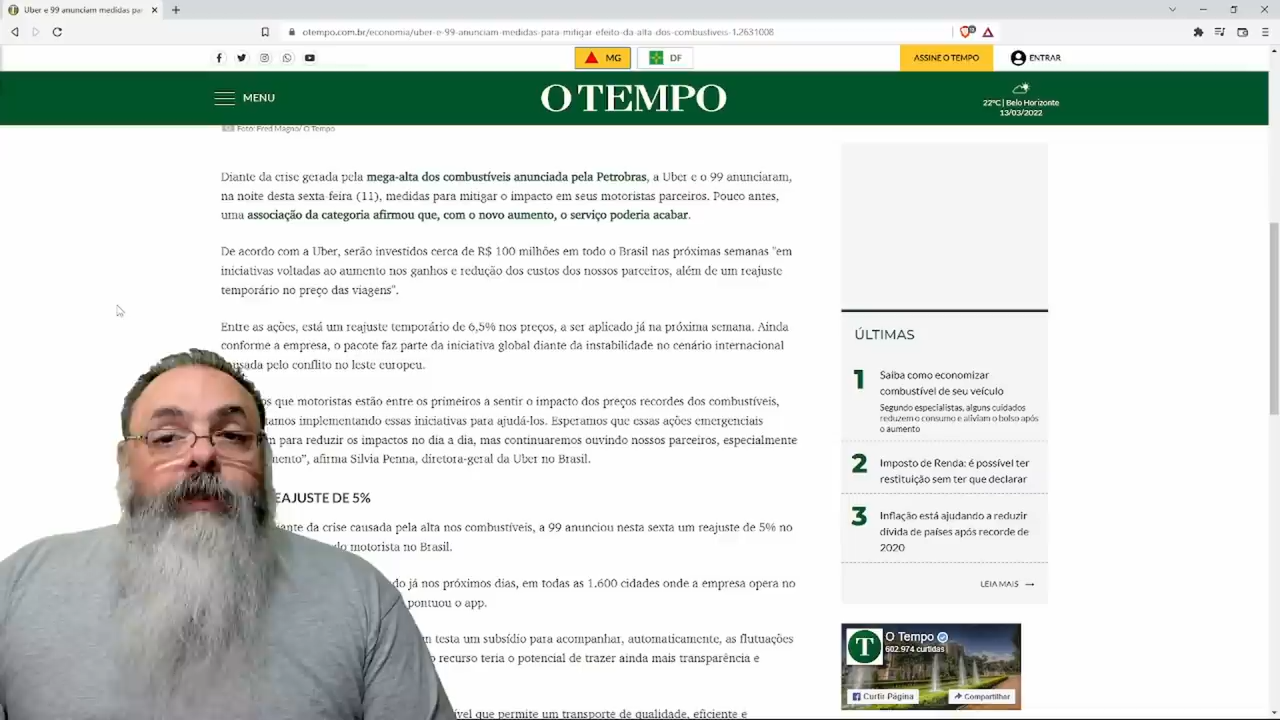 Uber e 99 anunciam medidas pa
otempo.com.br/economia/uber-e-99-anunciam-medidas-para-mitigar-efeito-da-alta-dos-combustiveis-1.2631008
MG
DF
ASSINE O TEMPO
ENTRAR
MENU
O TEMPO
22ºC | Belo Horizonte
13/03/2022
Foto: Fred Magno/ O Tempo
Diante da crise gerada pela mega-alta dos combustíveis anunciada pela Petrobras, a Uber e o 99 anunciaram,
na noite desta sexta-feira (11), medidas para mitigar o impacto em seus motoristas parceiros. Pouco antes,
uma associação da categoria afirmou que, com o novo aumento, o serviço poderia acabar.
De acordo com a Uber, serão investidos cerca de R$ 100 milhões em todo o Brasil nas próximas semanas "em
iniciativas voltadas ao aumento nos ganhos e redução dos custos dos nossos parceiros, além de um reajuste
temporário no preço das viagens".
Entre as ações, está um reajuste temporário de 6,5% nos preços, a ser aplicado já na próxima semana. Ainda
conforme a empresa, o pacote faz parte da iniciativa global diante da instabilidade no cenário internacional
usada pelo conflito no leste europeu.
os que motoristas estão entre os primeiros a sentir o impacto dos preços recordes dos combustíveis,
tamos implementando essas iniciativas para ajudá-los. Esperamos que essas ações emergenciais
m para reduzir os impactos no dia a dia, mas continuaremos ouvindo nossos parceiros, especialmente
mento", afirma Silvia Penna, diretora-geral da Uber no Brasil.
EAJUSTE DE 5%
ante da crise causada pela alta nos combustíveis, a 99 anunciou nesta sexta um reajuste de 5% no
lo motorista no Brasil.
do já nos próximos dias, em todas as 1.600 cidades onde a empresa opera no
pontuou o app.
m testa um subsídio para acompanhar, automaticamente, as flutuações
o recurso teria o potencial de trazer ainda mais transparência e
ível que permite um transporte de qualidade, eficiente e
ÚLTIMAS
1
Saiba como economizar
combustível de seu veículo
Segundo especialistas, alguns cuidados
reduzem o consumo e aliviam o bolso após
o aumento
2
Imposto de Renda: é possível ter
restituição sem ter que declarar
3
Inflação está ajudando a reduzir
dívida de países após recorde de
2020
LEIA MAIS
T
O Tempo
602.974 curtidas
Curtir Página
Compartilhar